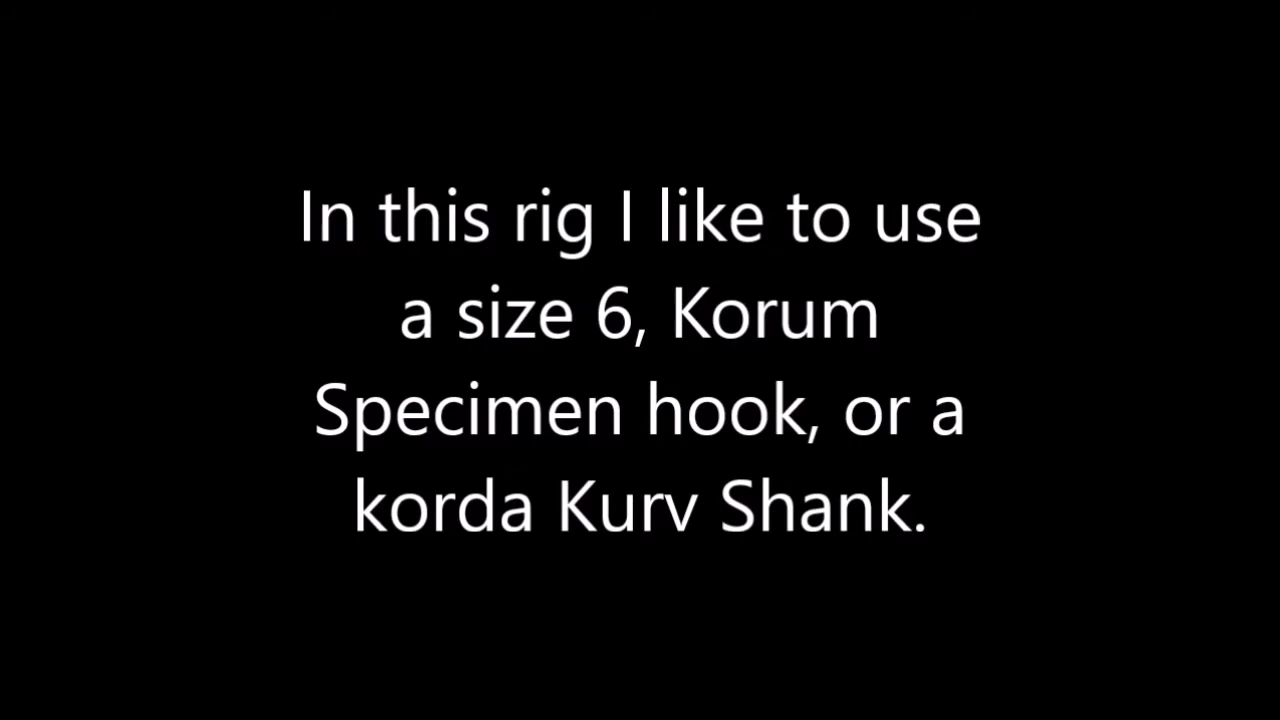 In this rig I like to use
a size 6, Korum
Specimen hook, or a
korda Kurv Shank.